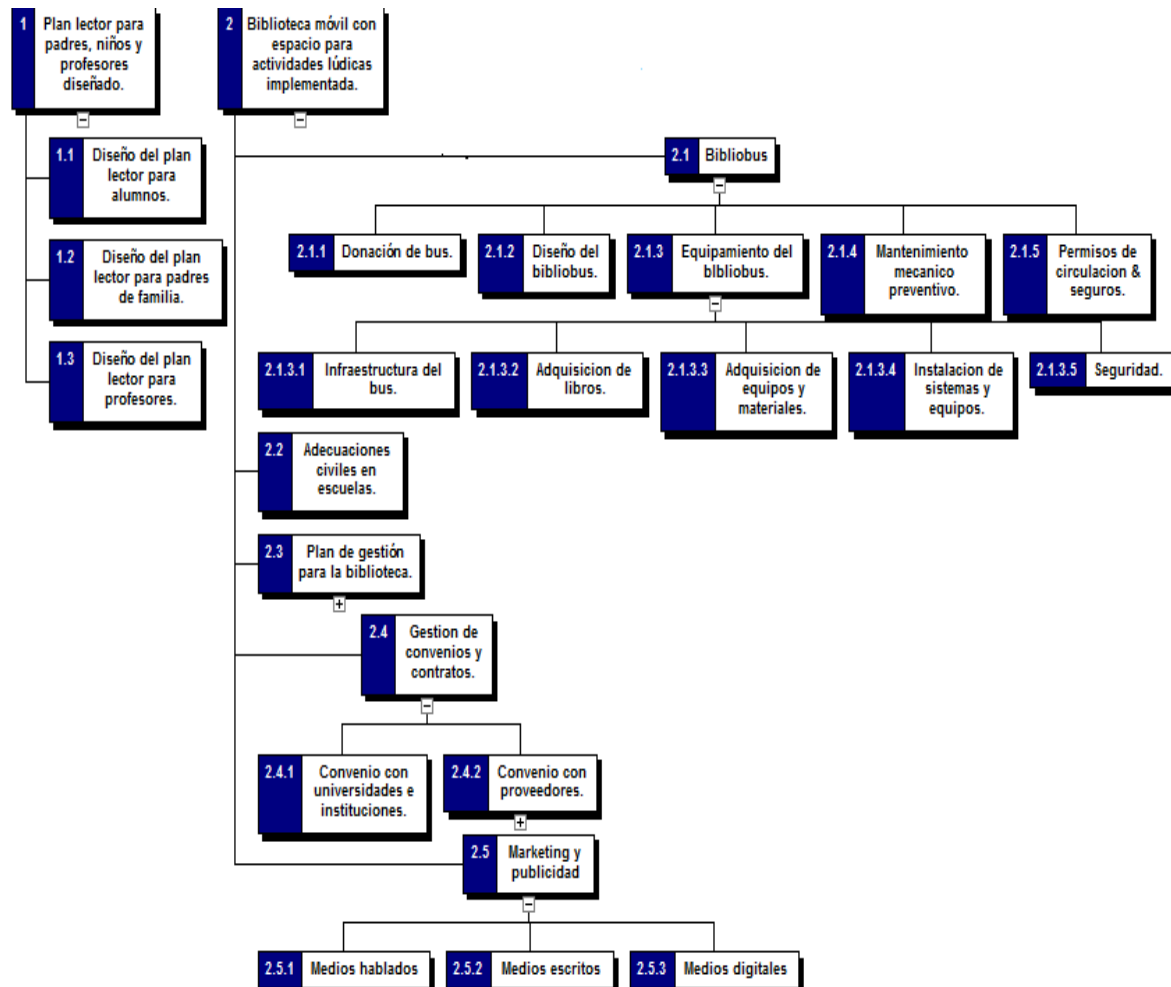 1
Plan lector para
padres, niños y
profesores
diseñado.
2
Biblioteca móvil con
espacio para
actividades lúdicas
implementada.
1.1
Diseño del plan
lector para
alumnos.
1.2
Diseño del plan
lector para padres
de familia.
1.3
Diseño del plan
lector para
profesores.
2.1
Bibliobus
2.1.1
Donación de bus.
2.1.2
Diseño del
bibliobus.
2.1.3
Equipamiento del
bIbliobus.
2.1.4
Mantenimiento
mecanico
preventivo.
2.1.5
Permisos de
circulacion &
seguros.
2.1.3.1
Infraestructura del
bus.
2.1.3.2
Adquisicion de
libros.
2.1.3.3
Adquisicion de
equipos y
materiales.
2.1.3.4
Instalacion de
sistemas y
equipos.
2.1.3.5
Seguridad.
2.2
Adecuaciones
civiles en
escuelas.
2.3
Plan de gestión
para la biblioteca.
2.4
Gestion de
convenios y
contratos.
2.4.1
Convenio con
universidades e
instituciones.
2.4.2
Convenio con
proveedores.
2.5
Marketing y
publicidad
2.5.1
Medios hablados
2.5.2
Medios escritos
2.5.3
Medios digitales